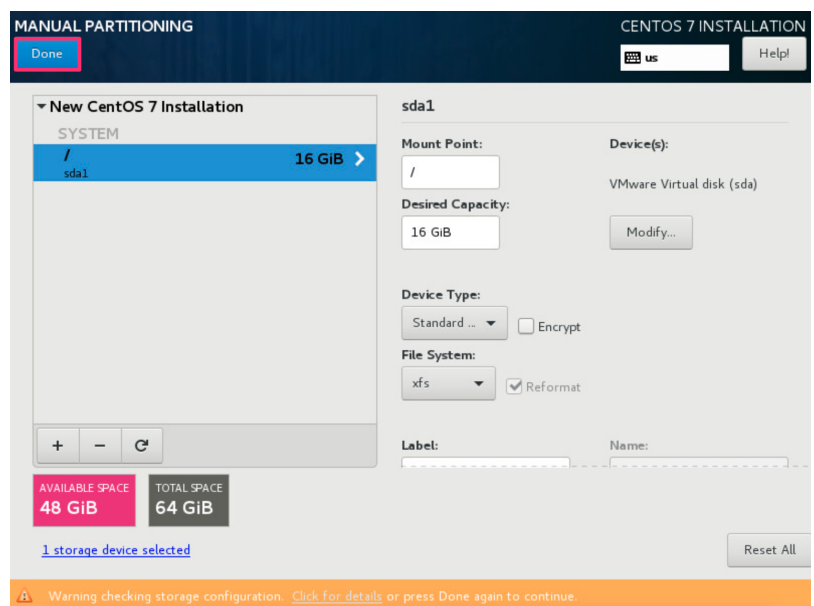 MANUAL PARTITIONING
CENTOS 7 INSTALLATION
Done
us
Help!
New CentOS 7 Installation
SYSTEM
/
16 GiB
sda1
sda1
Mount Point:
Device(s):
/
VMware Virtual disk (sda)
Desired Capacity:
16 GiB
Modify...
Device Type:
Standard ...
Encrypt
File System:
xfs
Reformat
Label:
Name:
+ −
AVAILABLE SPACE
48 GiB
TOTAL SPACE
64 GiB
1 storage device selected
Reset All
Warning checking storage configuration. Click for details or press Done again to continue.